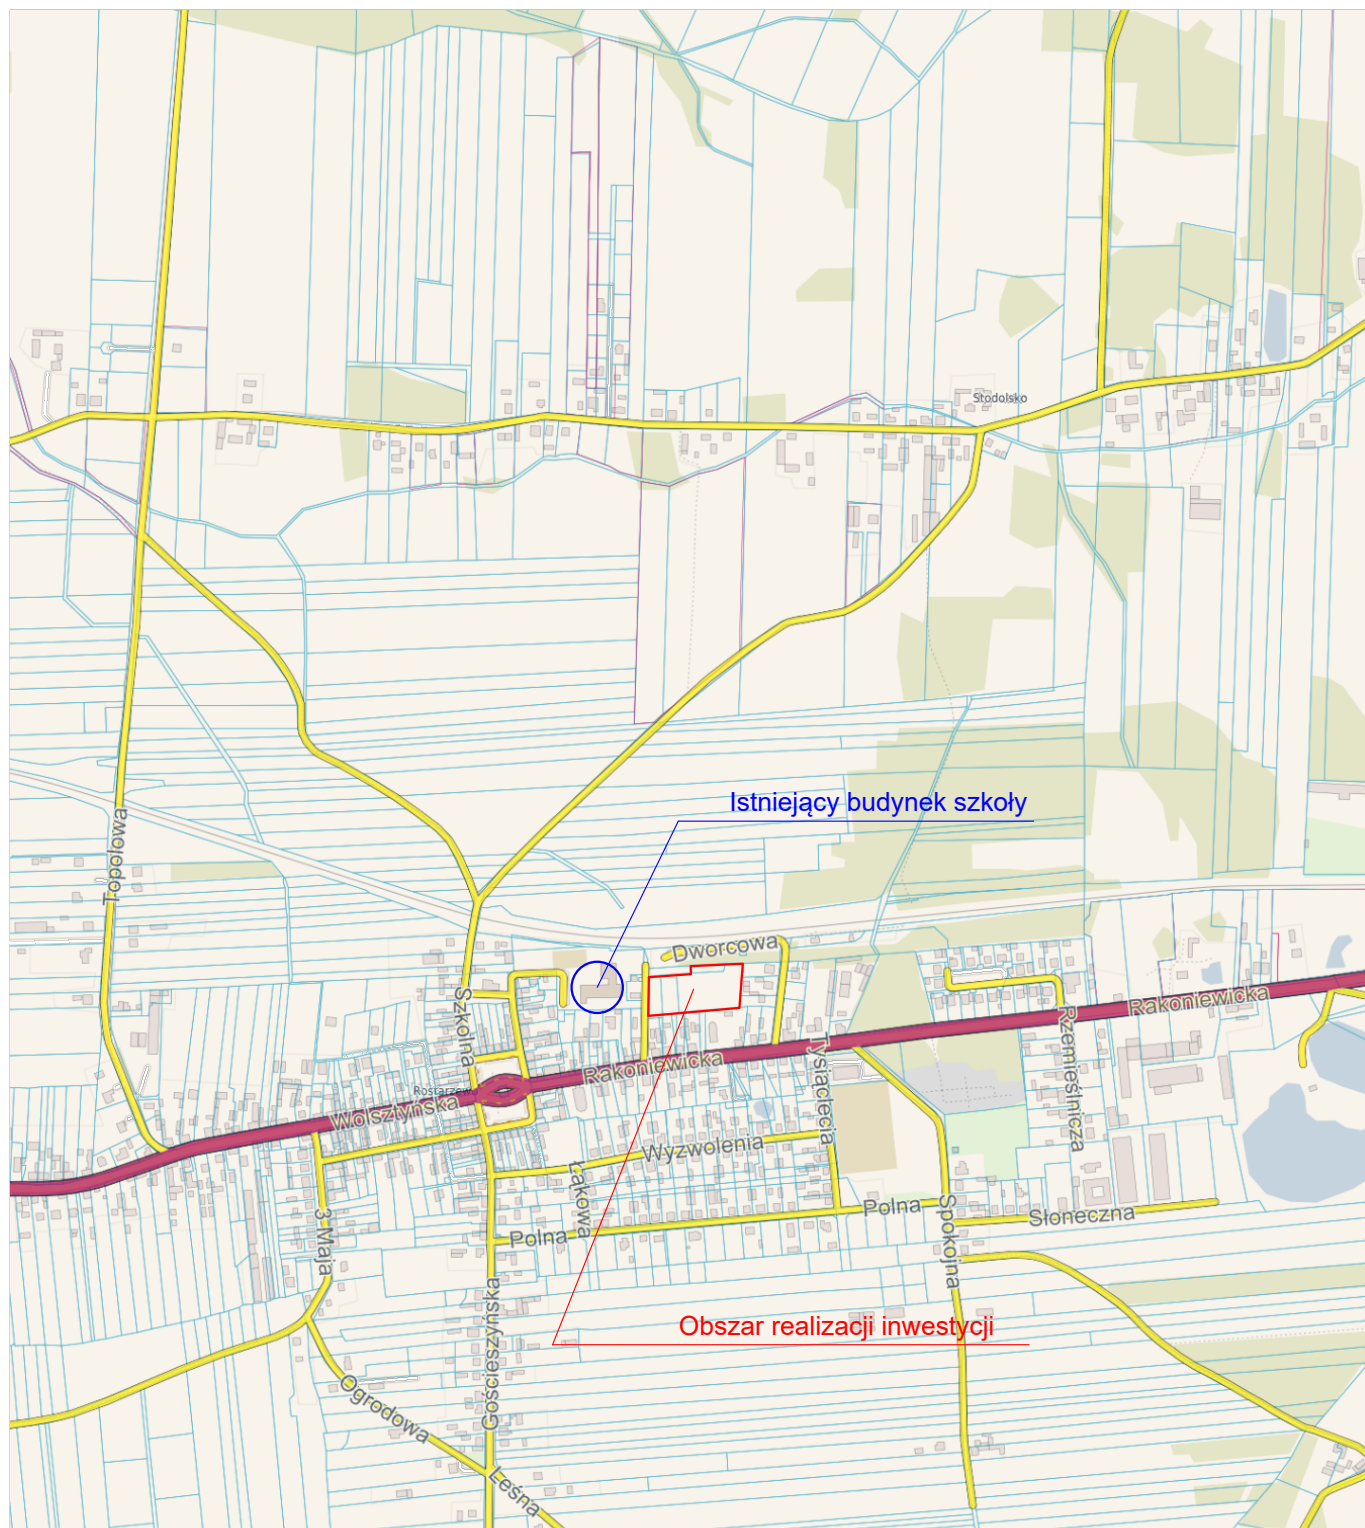 Stodolsko
Istniejący budynek szkoły
Topolowa
Dworcowa
Szkolna
Rakoniewicka
Rakoniewicka
Rostarzewo
Wolsztyńska
Tysiąclecia
Rzemieślnicza
Wyzwolenia
Łąkowa
3 Maja
Polna
Polna
Spokojna
Słoneczna
Gościeszyńska
Obszar realizacji inwestycji
Ogrodowa
Leśna